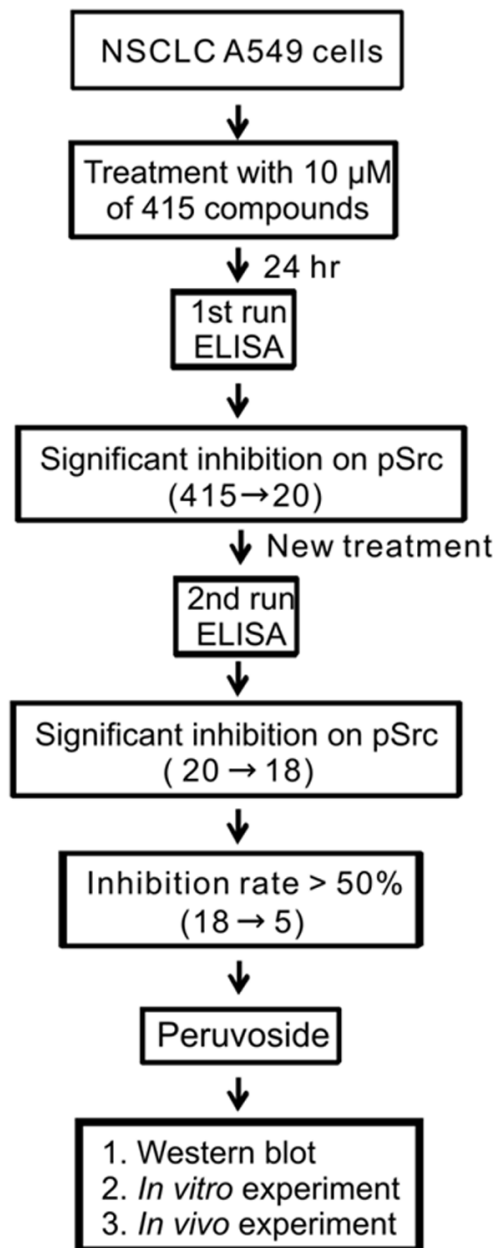 NSCLC A549 cells
Treatment with 10 µM
of 415 compounds
24 hr
1st run
ELISA
Significant inhibition on pSrc
(415→20)
New treatment
2nd run
ELISA
Significant inhibition on pSrc
( 20 → 18)
Inhibition rate > 50%
(18 → 5)
Peruvoside
1. Western blot
2. In vitro experiment
3. In vivo experiment